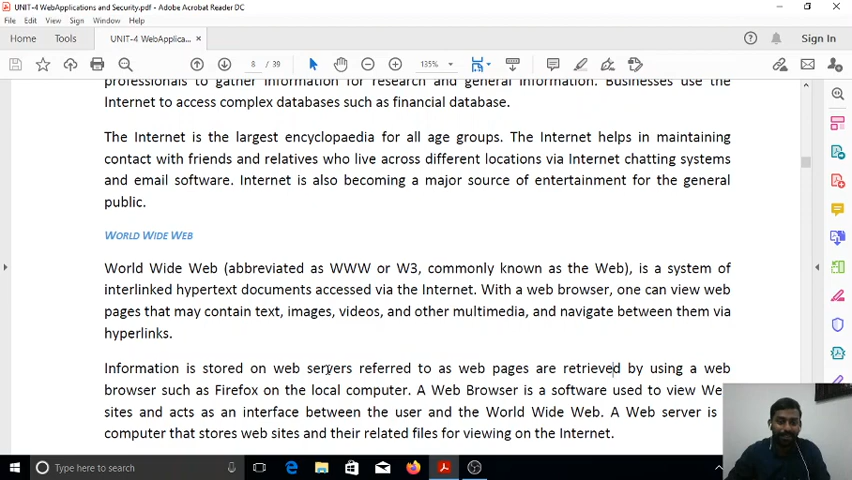 UNIT-4 WebApplications and Security.pdf - Adobe Acrobat Reader DC
File Edit View Sign Window Help
Home Tools UNIT-4 WebApplica... × Sign In
8 / 39 135%
professionals to gather information for research and general information. Businesses use the
Internet to access complex databases such as financial database.
The Internet is the largest encyclopaedia for all age groups. The Internet helps in maintaining
contact with friends and relatives who live across different locations via Internet chatting systems
and email software. Internet is also becoming a major source of entertainment for the general
public.
WORLD WIDE WEB
World Wide Web (abbreviated as WWW or W3, commonly known as the Web), is a system of
interlinked hypertext documents accessed via the Internet. With a web browser, one can view web
pages that may contain text, images, videos, and other multimedia, and navigate between them via
hyperlinks.
Information is stored on web servers referred to as web pages are retrieved by using a web
browser such as Firefox on the local computer. A Web Browser is a software used to view We
sites and acts as an interface between the user and the World Wide Web. A Web server is
computer that stores web sites and their related files for viewing on the Internet.
Type here to search